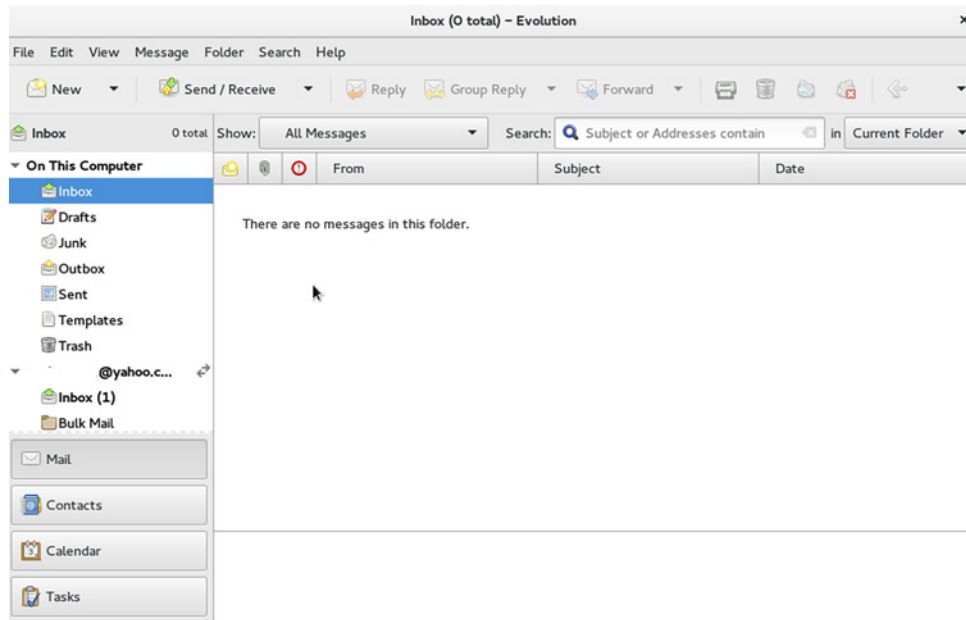 Inbox (0 total) – Evolution
File Edit View Message Folder Search Help
New Send / Receive Reply Group Reply Forward
Inbox 0 total Show: All Messages Search: Subject or Addresses contain in Current Folder
On This Computer From Subject Date
Inbox
Drafts There are no messages in this folder.
Junk
Outbox
Sent
Templates
Trash
@yahoo.c...
Inbox (1)
Bulk Mail
Mail
Contacts
Calendar
Tasks